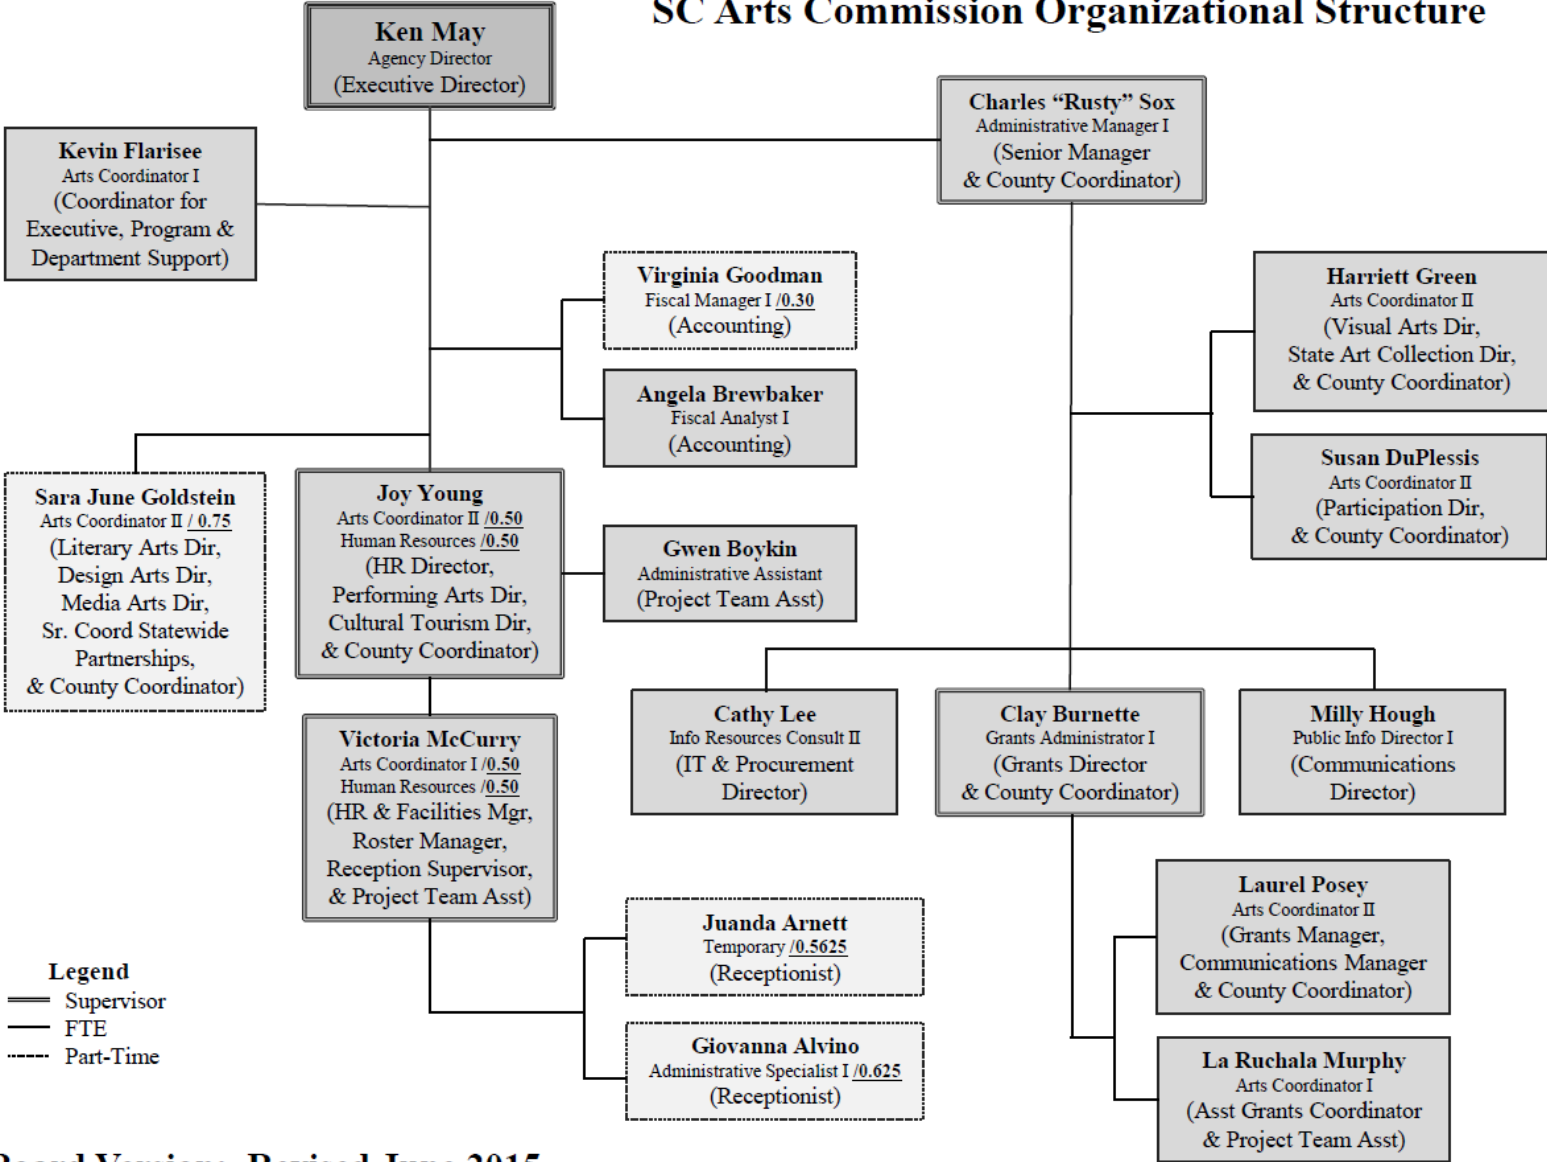 SC Arts Commission Organizational Structure
Ken May
Agency Director
(Executive Director)
Charles “Rusty” Sox
Administrative Manager I
(Senior Manager
& County Coordinator)
Kevin Flarisee
Arts Coordinator I
(Coordinator for
Executive, Program &
Department Support)
Virginia Goodman
Fiscal Manager I /0.30
(Accounting)
Angela Brewbaker
Fiscal Analyst I
(Accounting)
Harriett Green
Arts Coordinator II
(Visual Arts Dir,
State Art Collection Dir,
& County Coordinator)
Susan DuPlessis
Arts Coordinator II
(Participation Dir,
& County Coordinator)
Sara June Goldstein
Arts Coordinator II / 0.75
(Literary Arts Dir,
Design Arts Dir,
Media Arts Dir,
Sr. Coord Statewide
Partnerships,
& County Coordinator)
Joy Young
Arts Coordinator II /0.50
Human Resources /0.50
(HR Director,
Performing Arts Dir,
Cultural Tourism Dir,
& County Coordinator)
Gwen Boykin
Administrative Assistant
(Project Team Asst)
Victoria McCurry
Arts Coordinator I /0.50
Human Resources /0.50
(HR & Facilities Mgr,
Roster Manager,
Reception Supervisor,
& Project Team Asst)
Cathy Lee
Info Resources Consult II
(IT & Procurement
Director)
Clay Burnette
Grants Administrator I
(Grants Director
& County Coordinator)
Milly Hough
Public Info Director I
(Communications
Director)
Juanda Arnett
Temporary /0.5625
(Receptionist)
Giovanna Alvino
Administrative Specialist I /0.625
(Receptionist)
Laurel Posey
Arts Coordinator II
(Grants Manager,
Communications Manager
& County Coordinator)
La Ruchala Murphy
Arts Coordinator I
(Asst Grants Coordinator
& Project Team Asst)
Legend
Supervisor
FTE
Part-Time
Revised June 2015